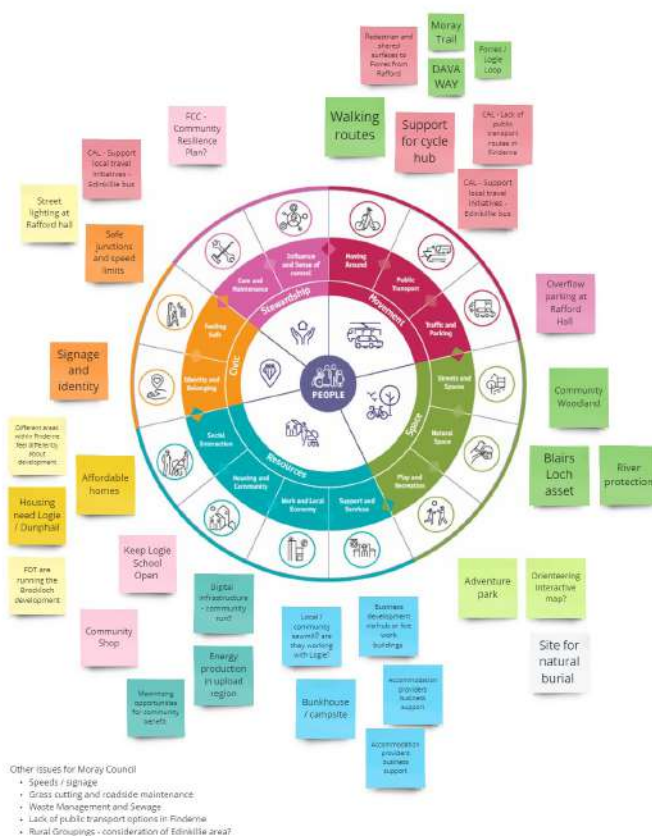 Pedestrian and
shared
surfaces to
Forres from
Rafford
Moray
Trail
Forres /
Logie
Loop
DAVA
WAY
Walking
routes
Support
for cycle
hub
CAL - Lack of
public
transport
routes in
Finderne
CAL - Support
local travel
initiatives -
Edinkillie bus
FCC -
Community
Resilience
Plan?
CAL - Support
local travel
initiatives -
Edinkillie bus
Street
lighting at
Rafford hall
Safe
junctions and
speed
limits
Signage
and
identity
Overflow
parking at
Rafford
Hall
Community
Woodland
Blairs
Loch
asset
River
protection
Influence
and Sense of
control
Moving
Around
Care and
Maintenance
Public
Transport
Stewardship
Movement
Feeling
Safe
Traffic and
Parking
Civic
PEOPLE
Identity and
Belonging
Streets and
Spaces
Space
Social
Interaction
Natural
Space
Resources
Housing and
Community
Play and
Recreation
Work and Local
Economy
Support and
Services
Different areas
within Finderne
feel differently
about
development
Affordable
homes
Housing
need Logie
/ Dunphail
FDT are
running the
development
Keep Logie
School
Open
Community
Shop
Digital
infrastructure
- community
run?
Energy
production
in upload
region
Maximising
opportunities
for community
benefit
Local /
community
sawmill? are
they working
with Logie?
Business
development
or live
work
buildings
Bunkhouse
/ campsite
Accommodation
providers
business
support
Accommodation
providers
business
support
Adventure
park
Orienteering
interactive
map?
Site for
natural
burial
Other issues for Moray Council
• Speeds / signage
• Grass cutting and roadside maintenance
• Waste Management and Sewage
• Lack of public transport options in Finderne
• Rural Groupings - consideration of Edinkillie area?